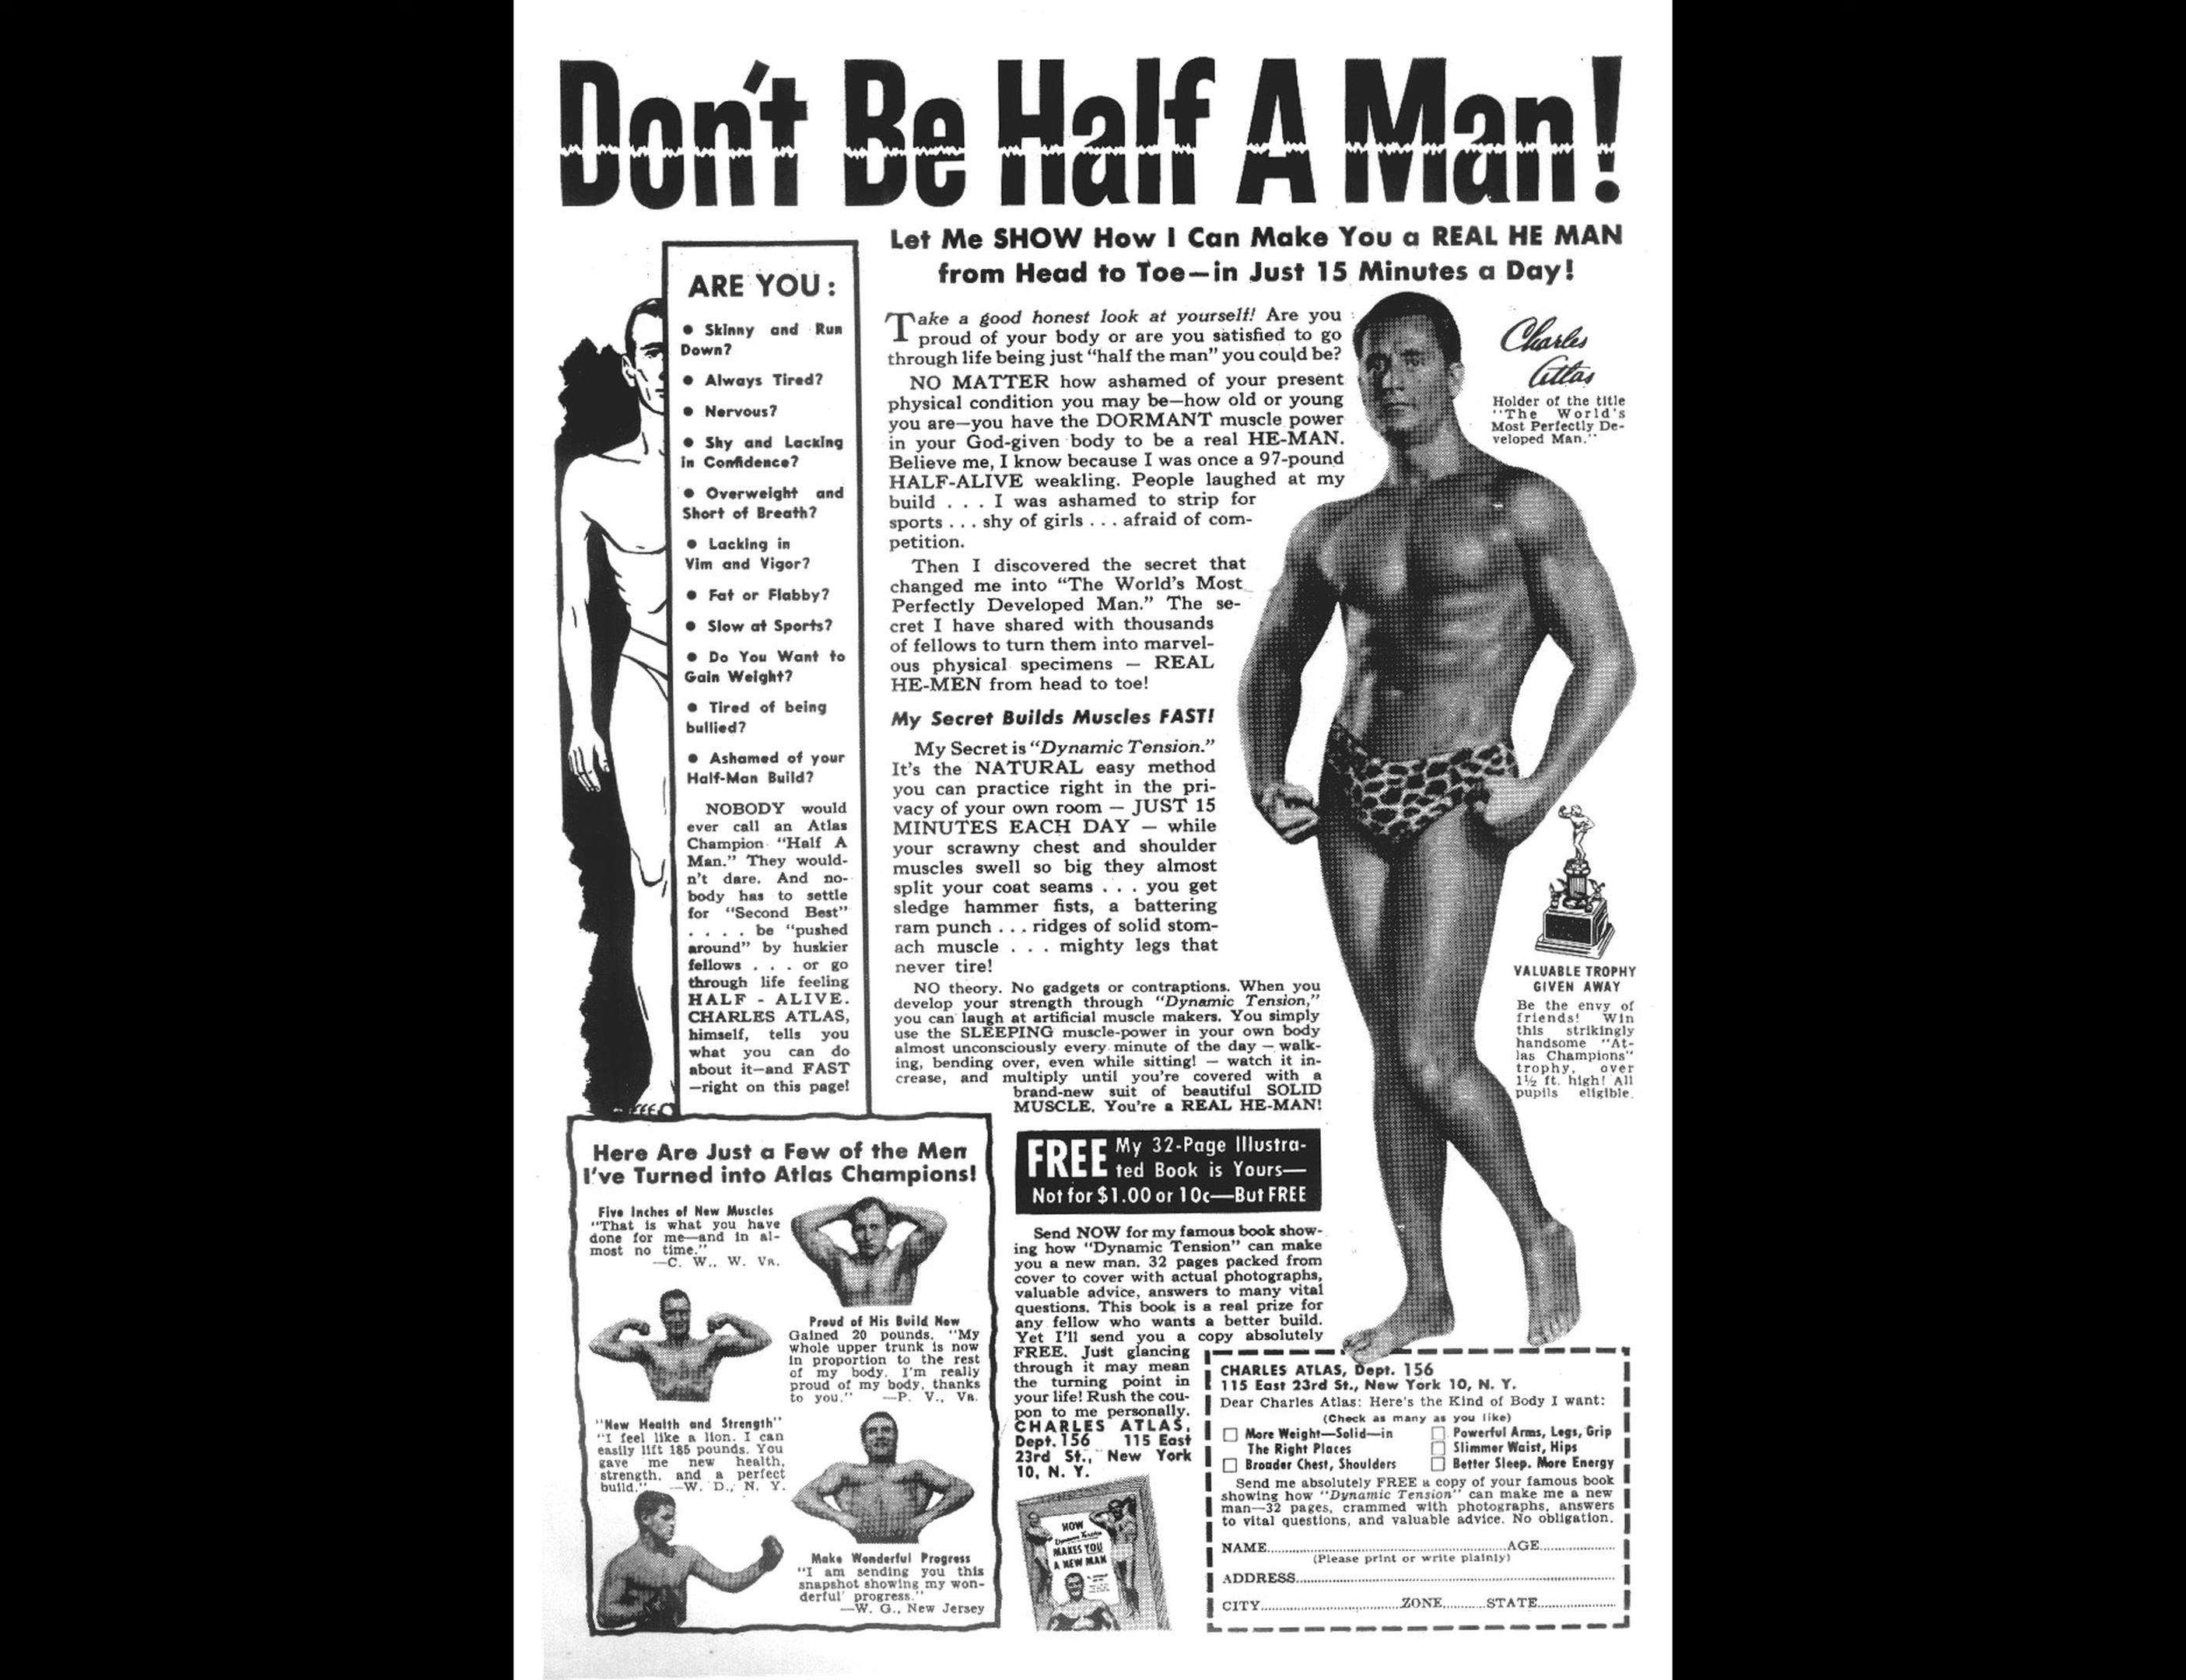 Don't Be Half A Man!
Let Me SHOW How I Can Make You a REAL HE MAN
from Head to Toe—in Just 15 Minutes a Day!
ARE YOU:
● Skinny and Run
Down?
● Always Tired?
● Nervous?
● Shy and Lacking
in Confidence?
● Overweight and
Short of Breath?
● Lacking in
Vim and Vigor?
● Fat or Flabby?
● Slow at Sports?
● Do You Want to
Gain Weight?
● Tired of being
bullied?
● Ashamed of your
Half-Man Build?
NOBODY would
ever call an Atlas
Champion "Half A
Man." They would-
n't dare. And no-
body has to settle
for "Second Best"
. . . . be "pushed
around" by huskier
fellows . . . or go
through life feeling
HALF - ALIVE.
CHARLES ATLAS,
himself, tells you
what you can do
about it—and FAST
—right on this page!
Take a good honest look at yourself! Are you
proud of your body or are you satisfied to go
through life being just "half the man" you could be?
NO MATTER how ashamed of your present
physical condition you may be—how old or young
you are—you have the DORMANT muscle power
in your God-given body to be a real HE-MAN.
Believe me, I know because I was once a 97-pound
HALF-ALIVE weakling. People laughed at my
build . . . I was ashamed to strip for
sports . . . shy of girls . . . afraid of com-
petition.
Then I discovered the secret that
changed me into "The World's Most
Perfectly Developed Man." The se-
cret I have shared with thousands
of fellows to turn them into marvel-
ous physical specimens — REAL
HE-MEN from head to toe!
My Secret Builds Muscles FAST!
My Secret is "Dynamic Tension."
It's the NATURAL easy method
you can practice right in the pri-
vacy of your own room — JUST 15
MINUTES EACH DAY — while
your scrawny chest and shoulder
muscles swell so big they almost
split your coat seams . . . you get
sledge hammer fists, a battering
ram punch . . . ridges of solid stom-
ach muscle . . . mighty legs that
never tire!
NO theory. No gadgets or contraptions. When you
develop your strength through "Dynamic Tension,"
you can laugh at artificial muscle makers. You simply
use the SLEEPING muscle-power in your own body
almost unconsciously every minute of the day — walk-
ing, bending over, even while sitting! — watch it in-
crease, and multiply until you're covered with a
brand-new suit of beautiful SOLID
MUSCLE. You're a REAL HE-MAN!
Charles
Atlas
Holder of the title
"The World's
Most Perfectly De-
veloped Man."
VALUABLE TROPHY
GIVEN AWAY
Be the envy of
friends! Win
this strikingly
handsome "At-
las Champions"
trophy, over
1½ ft. high! All
pupils eligible.
Here Are Just a Few of the Men
I've Turned into Atlas Champions!
Five Inches of New Muscles
"That is what you have
done for me—and in al-
most no time."
—C. W., W. Va.
Proud of His Build Now
Gained 20 pounds. "My
whole upper trunk is now
in proportion to the rest
of my body. I'm really
proud of my body, thanks
to you." —P. V., Va.
"New Health and Strength"
"I feel like a lion. I can
easily lift 185 pounds. You
gave me new health,
strength, and a perfect
build." —W. D., N. Y.
Make Wonderful Progress
"I am sending you this
snapshot showing my won-
derful progress."
—W. G., New Jersey
FREE My 32-Page Illustra-
ted Book is Yours—
Not for $1.00 or 10c—But FREE
Send NOW for my famous book show-
ing how "Dynamic Tension" can make
you a new man. 32 pages packed from
cover to cover with actual photographs,
valuable advice, answers to many vital
questions. This book is a real prize for
any fellow who wants a better build.
Yet I'll send you a copy absolutely
FREE. Just glancing
through it may mean
the turning point in
your life! Rush the cou-
pon to me personally.
CHARLES ATLAS,
Dept. 156 115 East
23rd St., New York
10, N. Y.
HOW
Dynamic Tension
MAKES YOU
A NEW MAN
CHARLES ATLAS, Dept. 156
115 East 23rd St., New York 10, N. Y.
Dear Charles Atlas: Here's the Kind of Body I want:
(Check as many as you like)
□ More Weight—Solid—in
The Right Places
□ Broader Chest, Shoulders
□ Powerful Arms, Legs, Grip
□ Slimmer Waist, Hips
□ Better Sleep. More Energy
Send me absolutely FREE a copy of your famous book
showing how "Dynamic Tension" can make me a new
man—32 pages, crammed with photographs, answers
to vital questions, and valuable advice. No obligation.
NAME..........AGE..........
(Please print or write plainly)
ADDRESS..........
CITY..........ZONE..........STATE..........